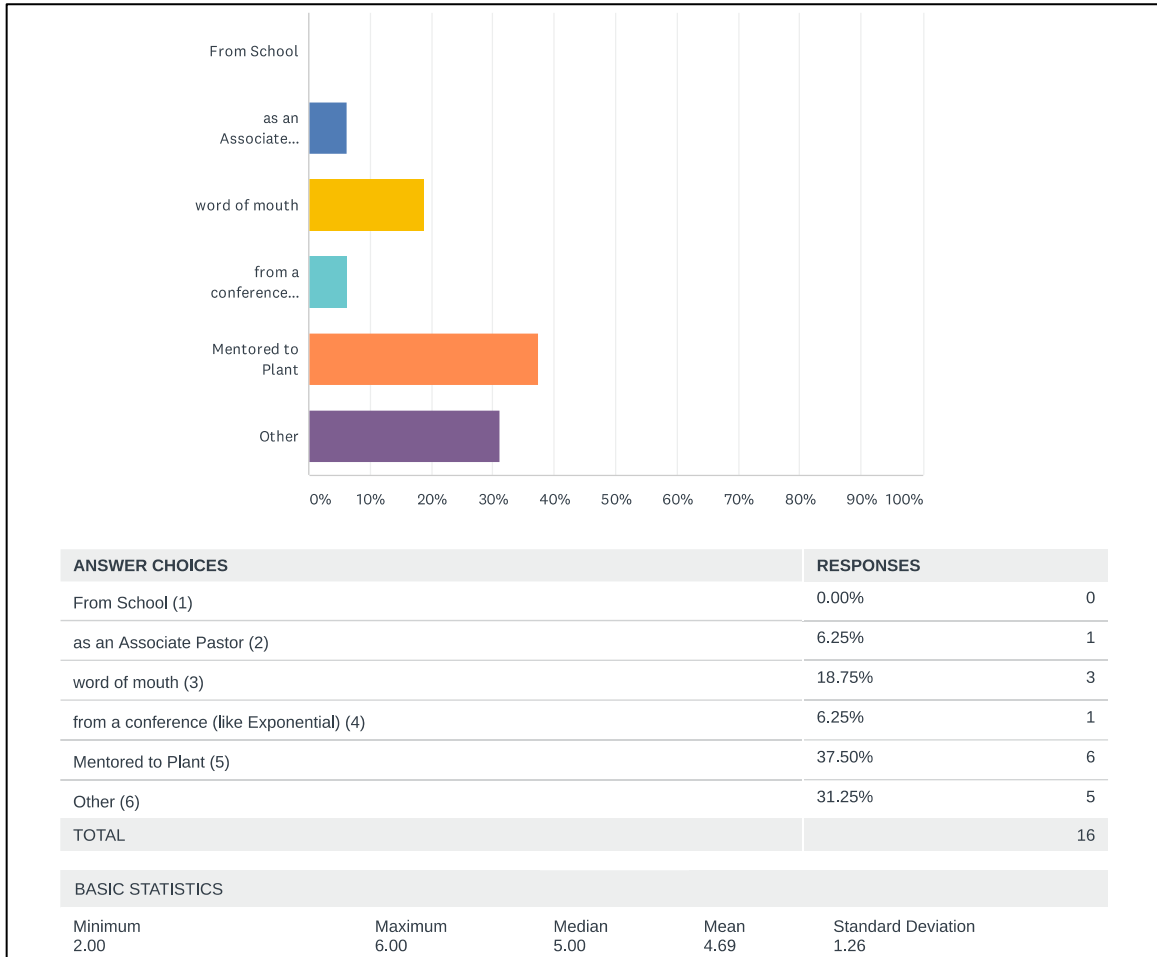 From School
as an
Associate...
word of mouth
from a
conference...
Mentored to
Plant
Other
0% 10% 20% 30% 40% 50% 60% 70% 80% 90% 100%
ANSWER CHOICES RESPONSES
From School (1) 0.00% 0
as an Associate Pastor (2) 6.25% 1
word of mouth (3) 18.75% 3
from a conference (like Exponential) (4) 6.25% 1
Mentored to Plant (5) 37.50% 6
Other (6) 31.25% 5
TOTAL 16
BASIC STATISTICS
Minimum Maximum Median Mean Standard Deviation
2.00 6.00 5.00 4.69 1.26